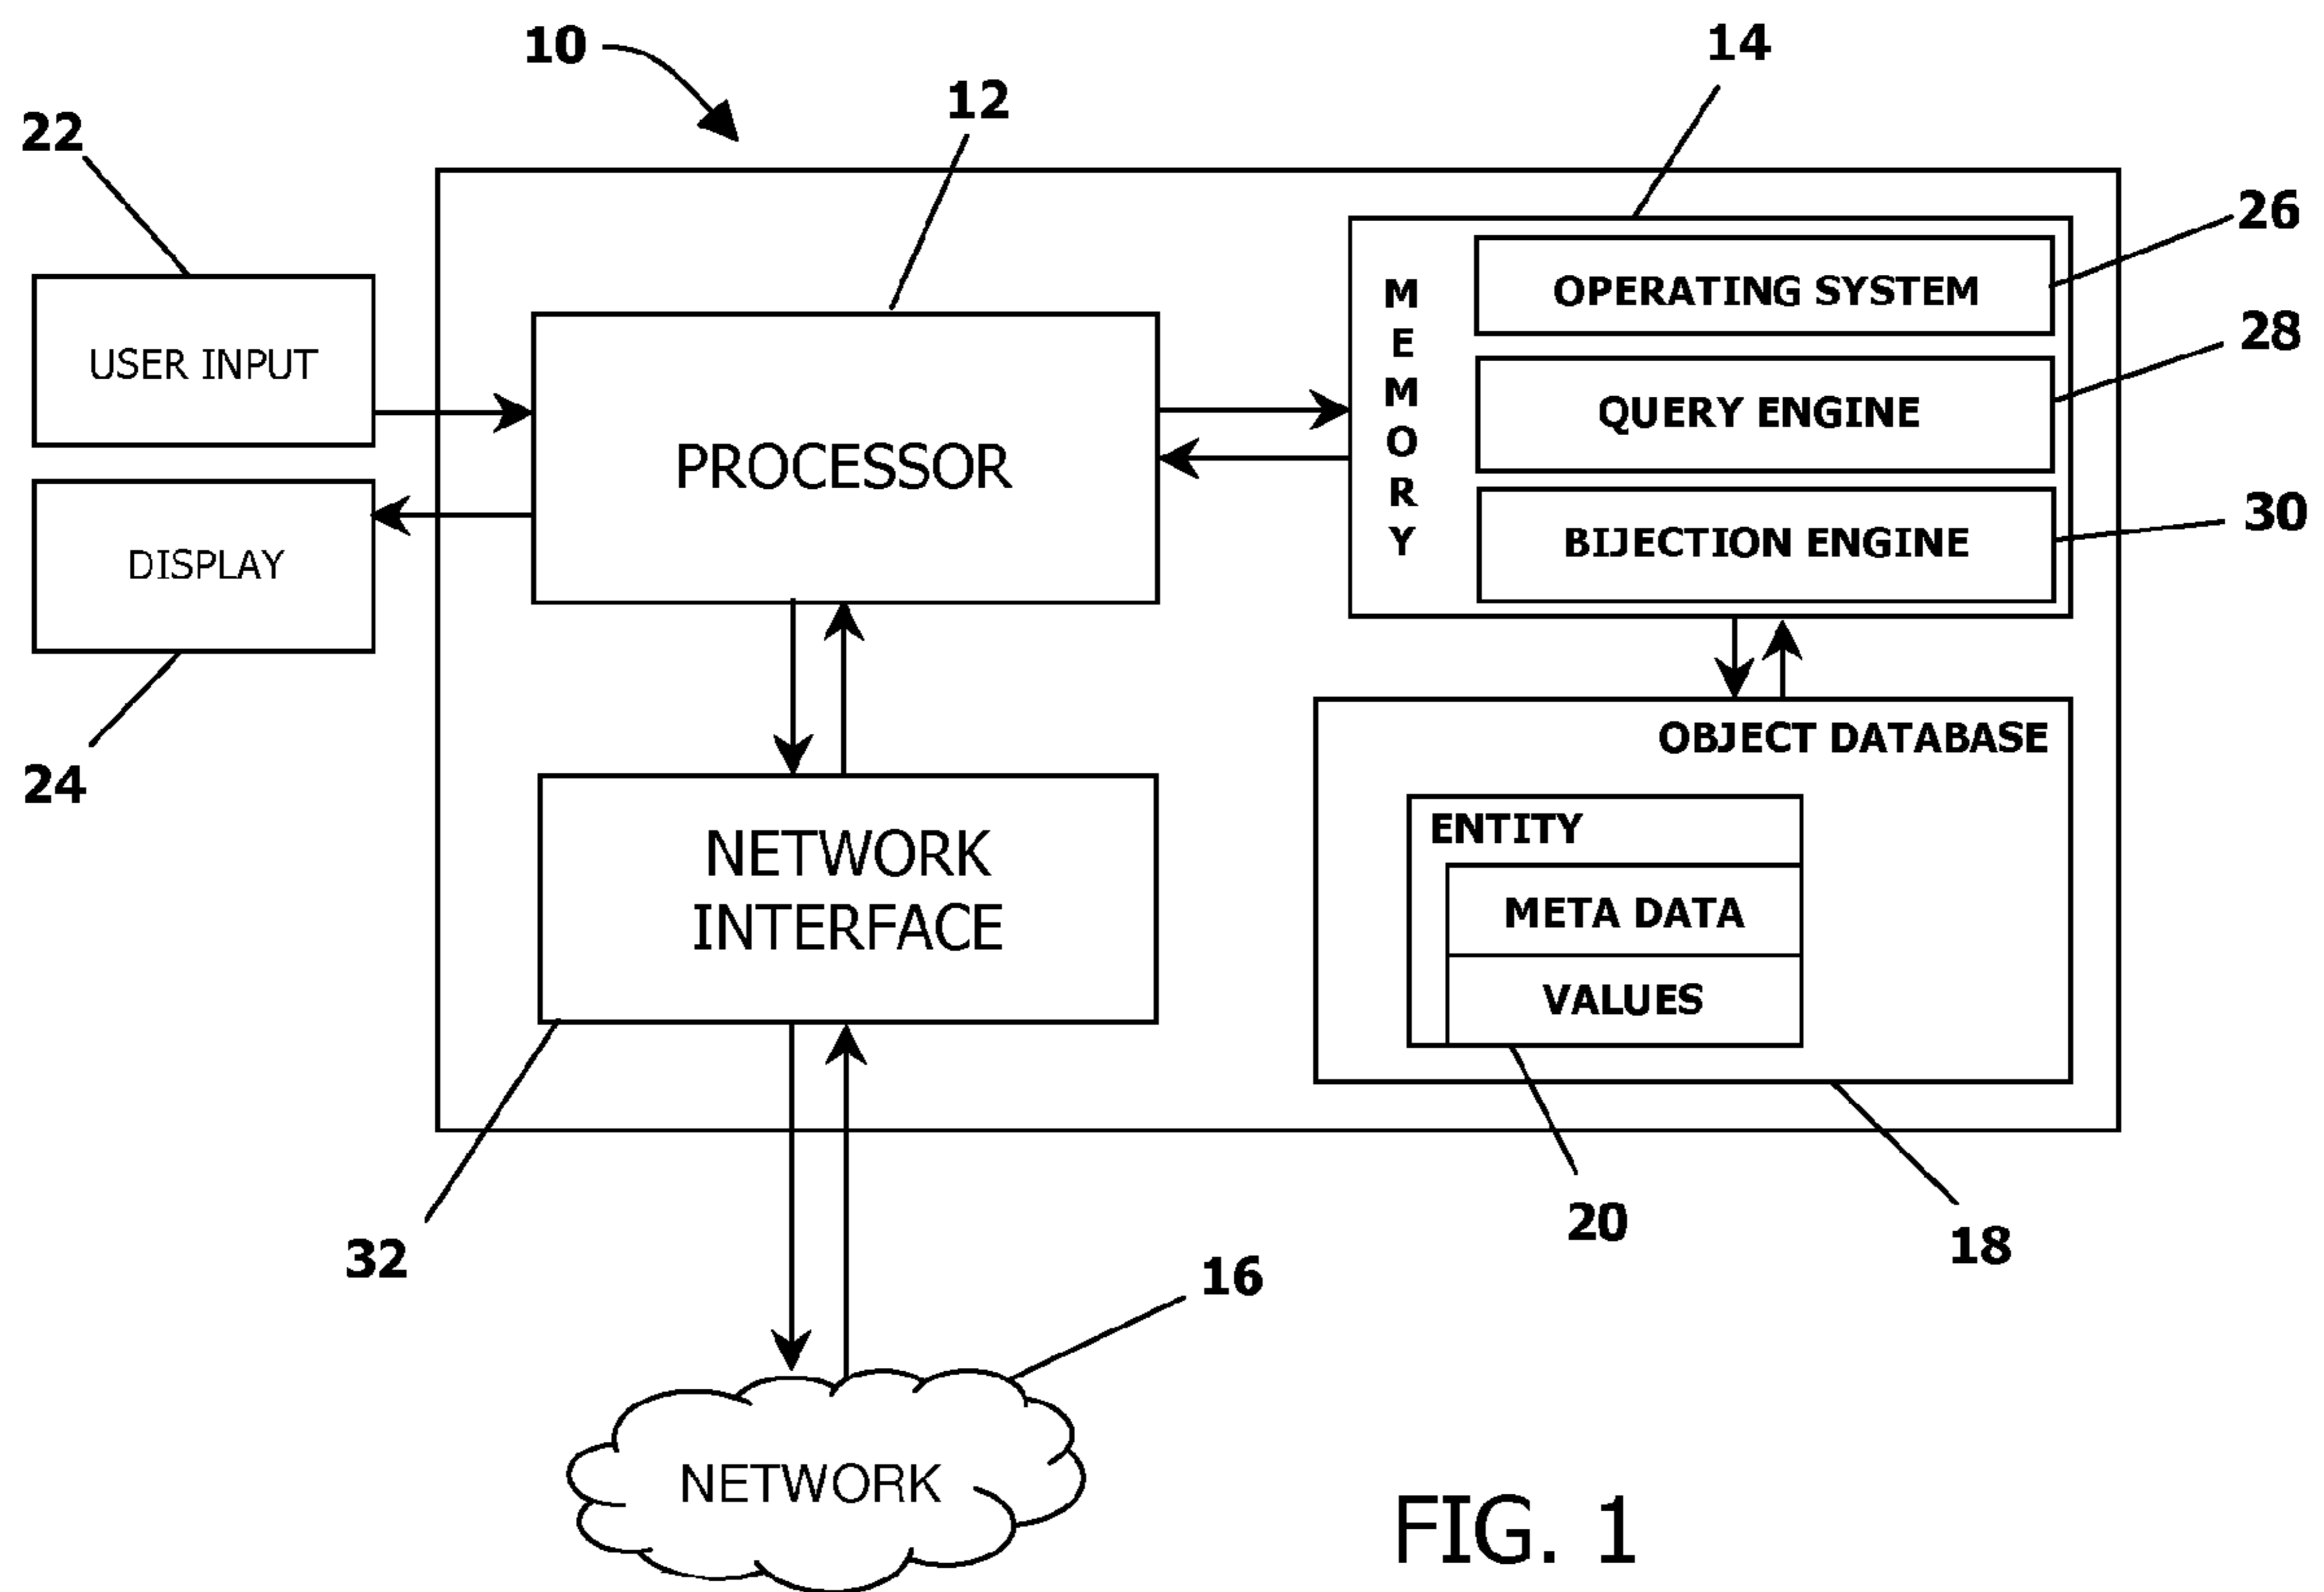 10
14
12
22
26
OPERATING SYSTEM
28
USER INPUT
QUERY ENGINE
PROCESSOR
MEMORY
30
BIJECTION ENGINE
DISPLAY
24
OBJECT DATABASE
NETWORK
INTERFACE
ENTITY
META DATA
VALUES
32
20
18
16
NETWORK
FIG. 1